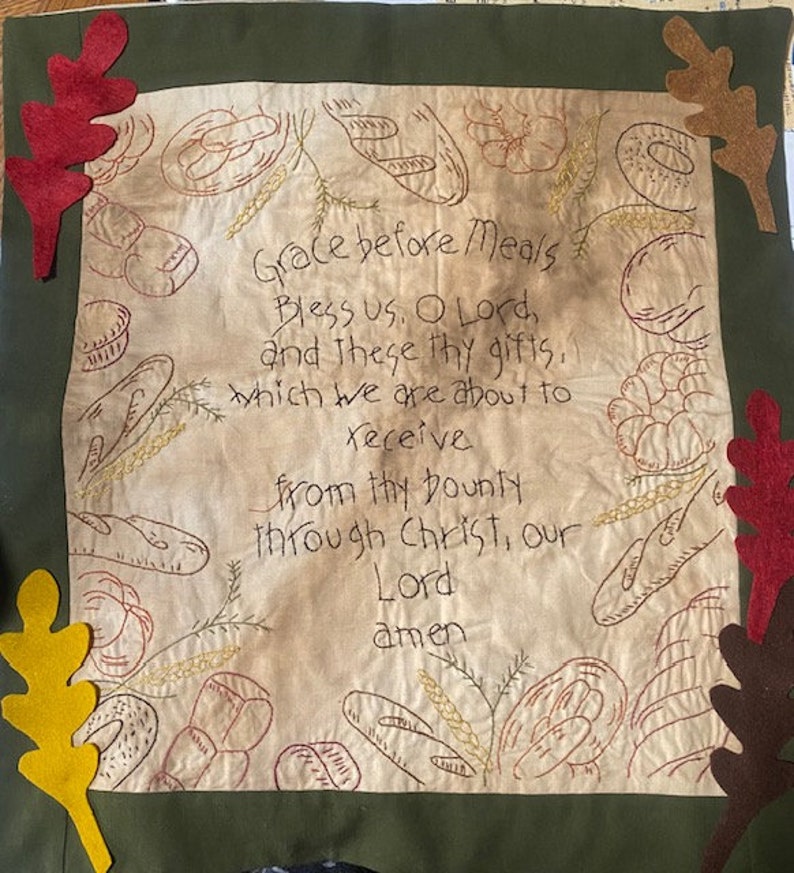 Grace before Meals
Bless us, O Lord,
and these thy gifts,
which we are about to
receive
from thy bounty
through Christ, our
Lord
amen